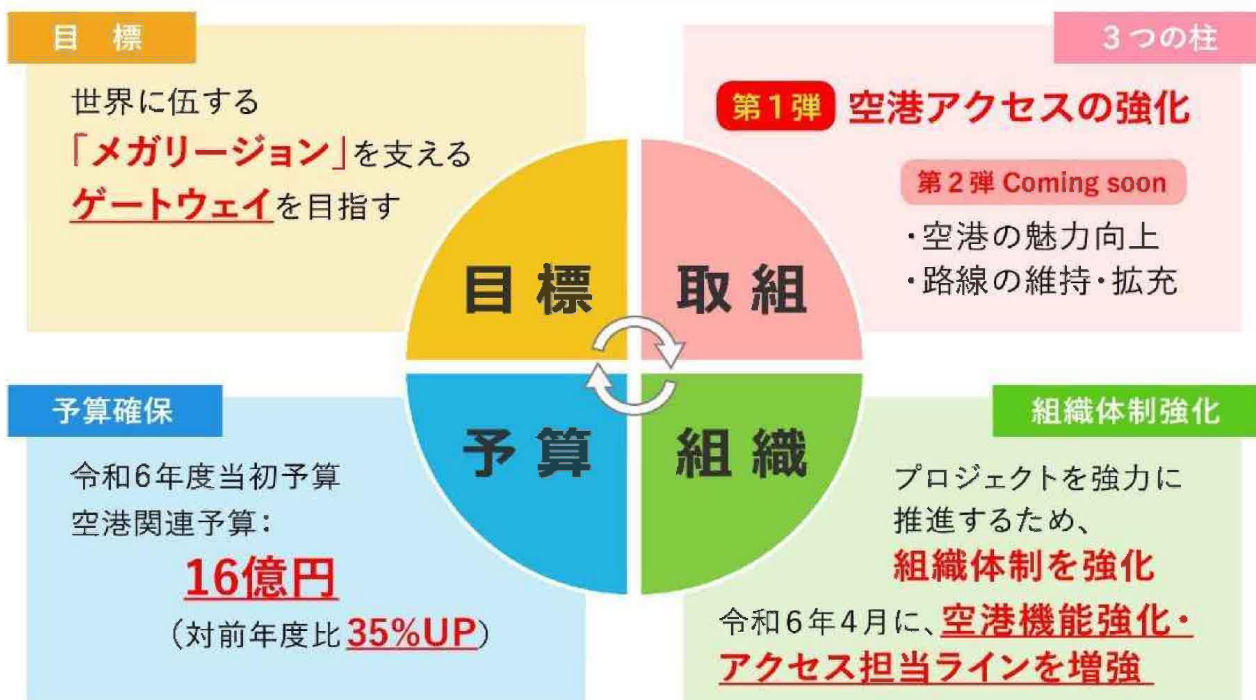 目 標
世界に伍する
「メガリージョン」を支える
ゲートウェイを目指す
3つの柱
第1弾 空港アクセスの強化
第2弾 Coming soon
・空港の魅力向上
・路線の維持・拡充
目標
取組
予算
組織
予算確保
令和6年度当初予算
空港関連予算：
16億円
（対前年度比35%UP）
組織体制強化
プロジェクトを強力に
推進するため、
組織体制を強化
令和6年4月に、空港機能強化・
アクセス担当ラインを増強